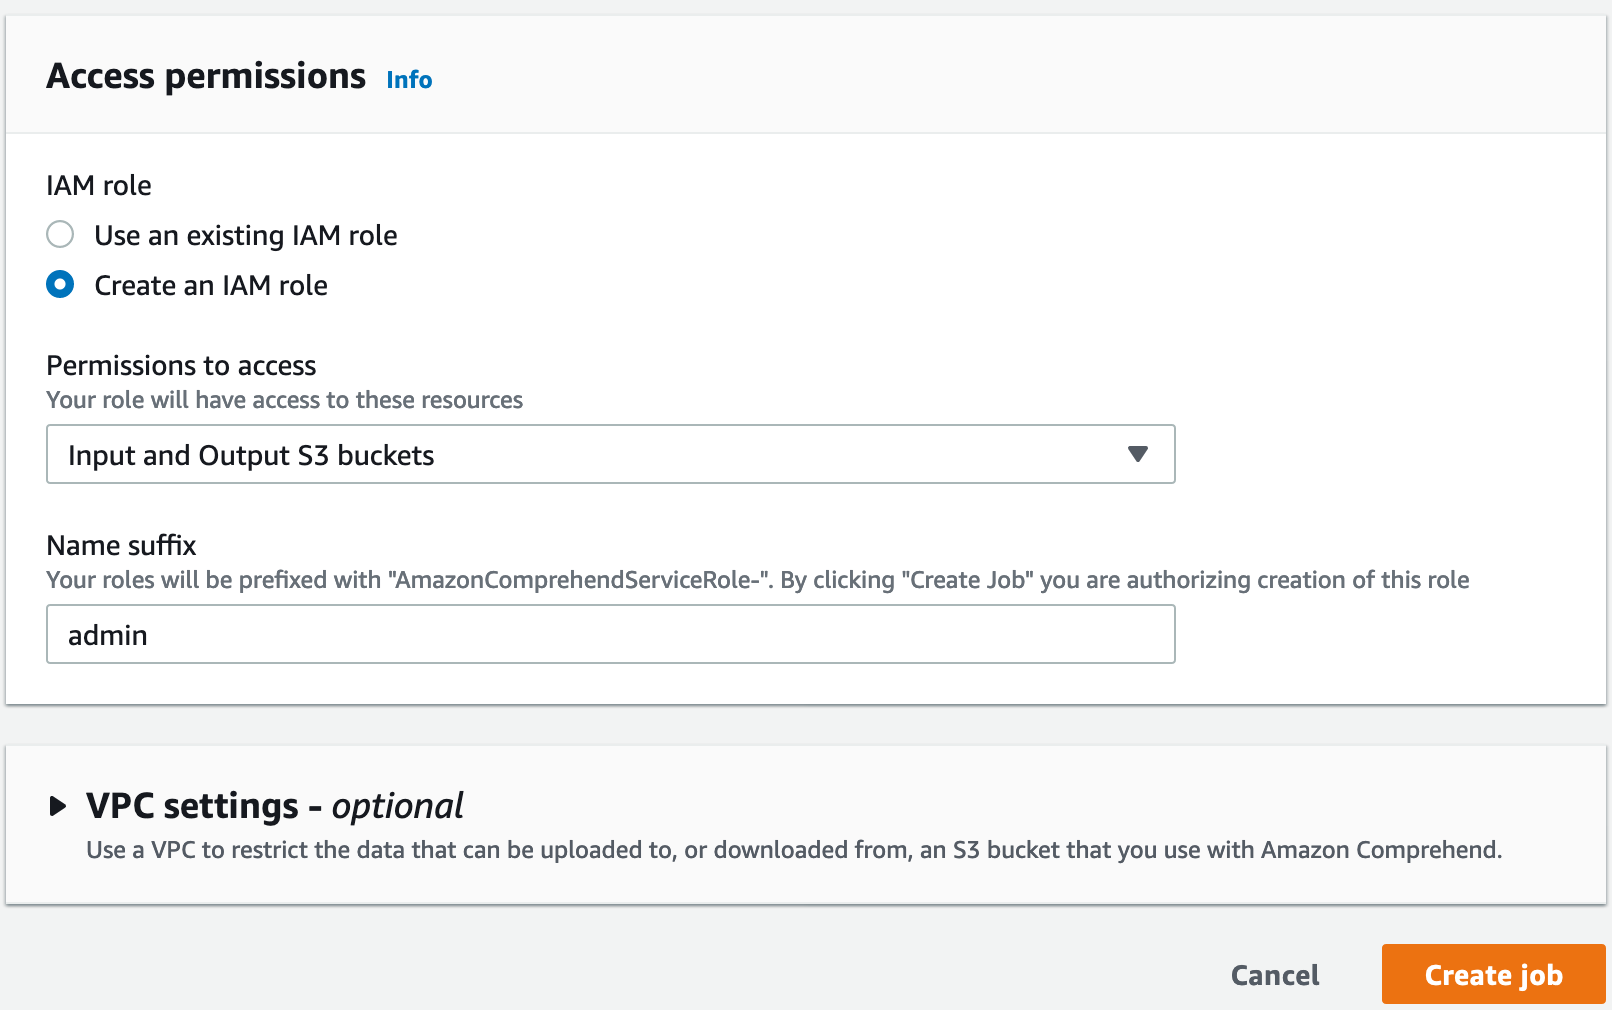 Access permissions Info
IAM role
Use an existing IAM role
Create an IAM role
Permissions to access
Your role will have access to these resources
Input and Output S3 buckets
Name suffix
Your roles will be prefixed with "AmazonComprehendServiceRole-". By clicking "Create Job" you are authorizing creation of this role
admin
VPC settings - optional
Use a VPC to restrict the data that can be uploaded to, or downloaded from, an S3 bucket that you use with Amazon Comprehend.
Cancel Create job